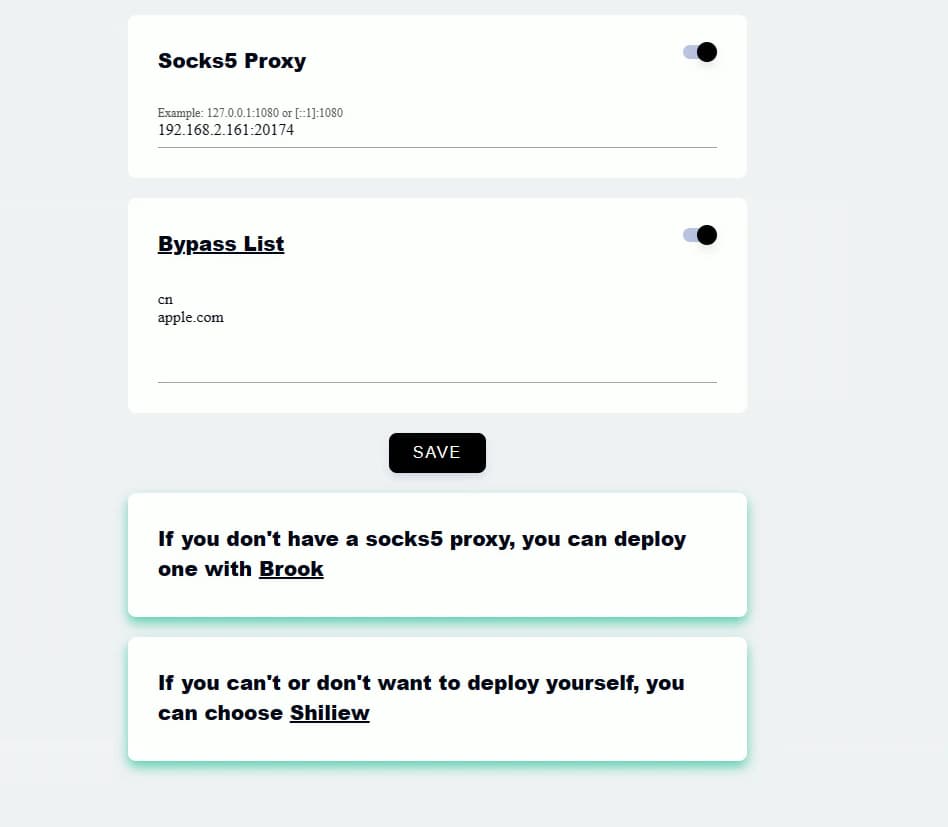 Socks5 Proxy
Example: 127.0.0.1:1080 or [::1]:1080
192.168.2.161:20174
Bypass List
cn
apple.com
SAVE
If you don't have a socks5 proxy, you can deploy
one with Brook
If you can't or don't want to deploy yourself, you
can choose Shiliew